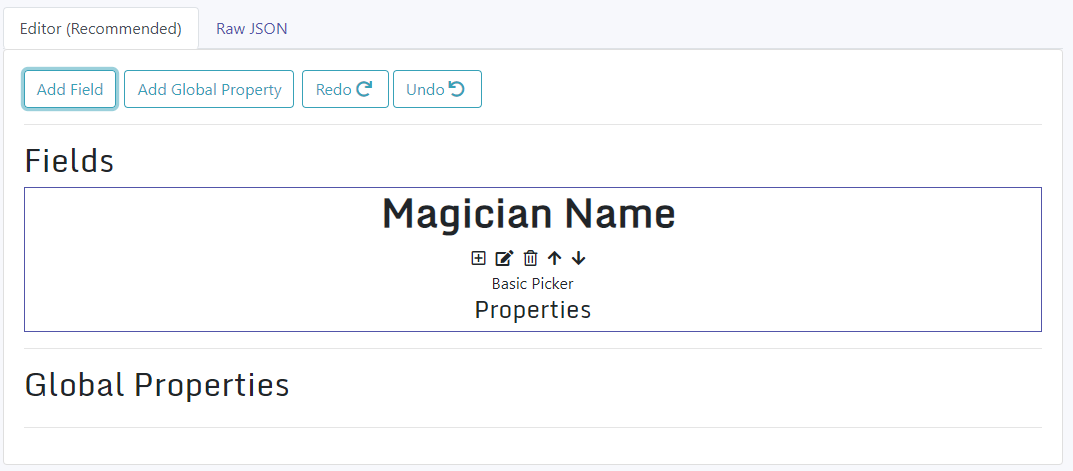 Editor (Recommended) Raw JSON
Add Field Add Global Property Redo Undo
Fields
Magician Name
Basic Picker
Properties
Global Properties